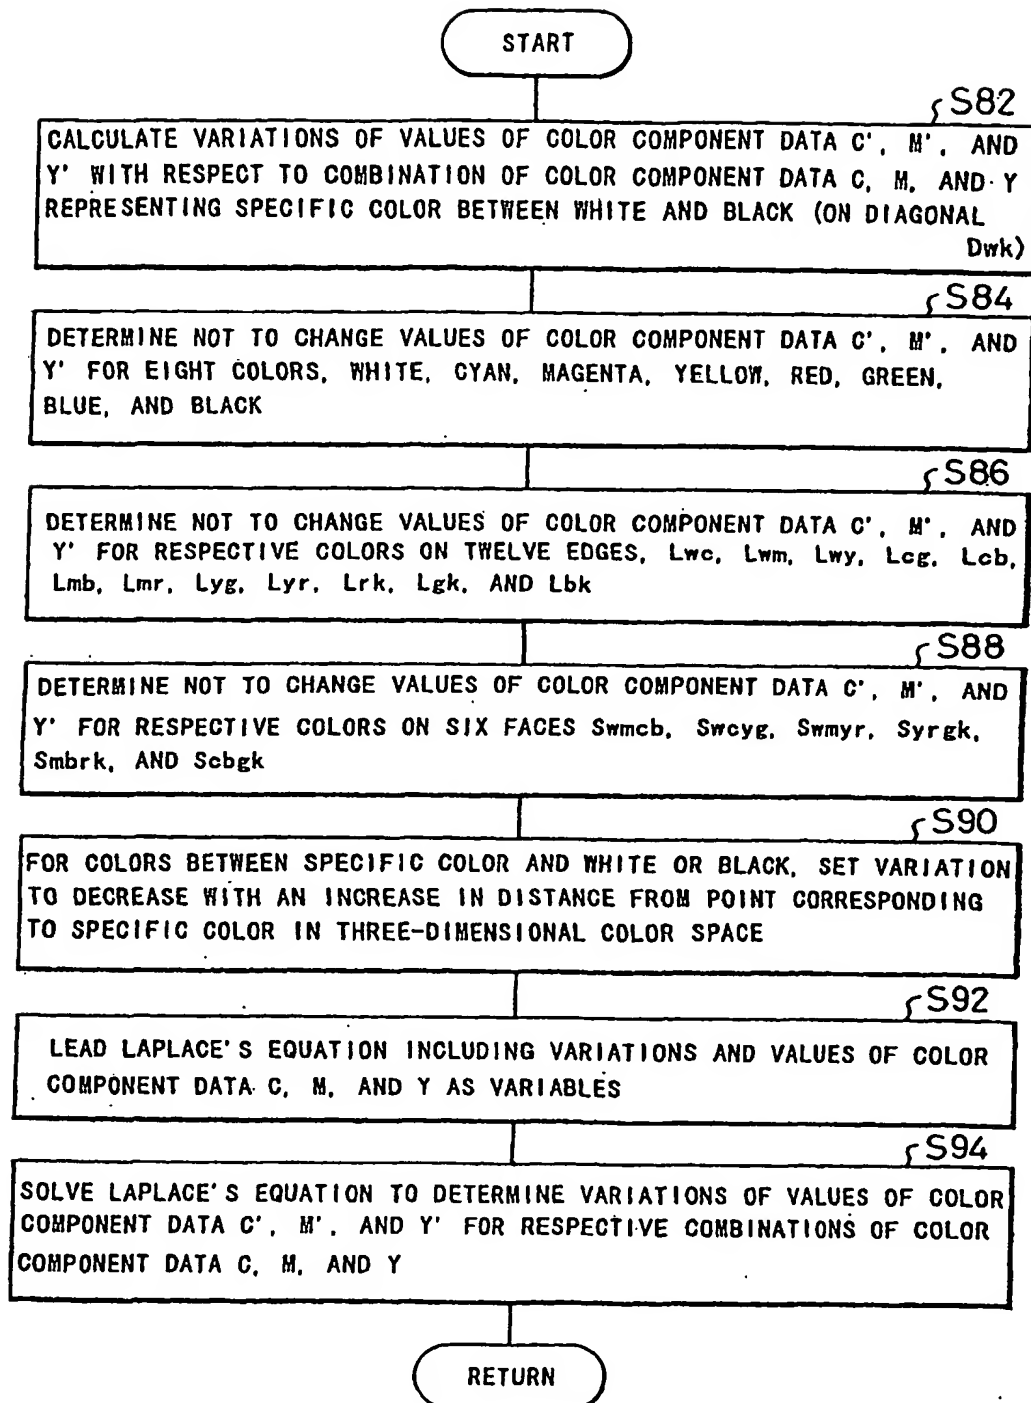 START
S82
CALCULATE VARIATIONS OF VALUES OF COLOR COMPONENT DATA C', M', AND
Y' WITH RESPECT TO COMBINATION OF COLOR COMPONENT DATA C, M, AND Y
REPRESENTING SPECIFIC COLOR BETWEEN WHITE AND BLACK (ON DIAGONAL
Dwk)
S84
DETERMINE NOT TO CHANGE VALUES OF COLOR COMPONENT DATA C', M', AND
Y' FOR EIGHT COLORS, WHITE, CYAN, MAGENTA, YELLOW, RED, GREEN,
BLUE, AND BLACK
S86
DETERMINE NOT TO CHANGE VALUES OF COLOR COMPONENT DATA C', M', AND
Y' FOR RESPECTIVE COLORS ON TWELVE EDGES, Lwc, Lwm, Lwy, Lcg, Lcb,
Lmb, Lmr, Lyg, Lyr, Lrk, Lgk, AND Lbk
S88
DETERMINE NOT TO CHANGE VALUES OF COLOR COMPONENT DATA C', M', AND
Y' FOR RESPECTIVE COLORS ON SIX FACES Swmcb, Swcyg, Swmyr, Syrgk,
Smbrk, AND Scbgk
S90
FOR COLORS BETWEEN SPECIFIC COLOR AND WHITE OR BLACK, SET VARIATION
TO DECREASE WITH AN INCREASE IN DISTANCE FROM POINT CORRESPONDING
TO SPECIFIC COLOR IN THREE-DIMENSIONAL COLOR SPACE
S92
LEAD LAPLACE'S EQUATION INCLUDING VARIATIONS AND VALUES OF COLOR
COMPONENT DATA C, M, AND Y AS VARIABLES
S94
SOLVE LAPLACE'S EQUATION TO DETERMINE VARIATIONS OF VALUES OF COLOR
COMPONENT DATA C', M', AND Y' FOR RESPECTIVE COMBINATIONS OF COLOR
COMPONENT DATA C, M, AND Y
RETURN